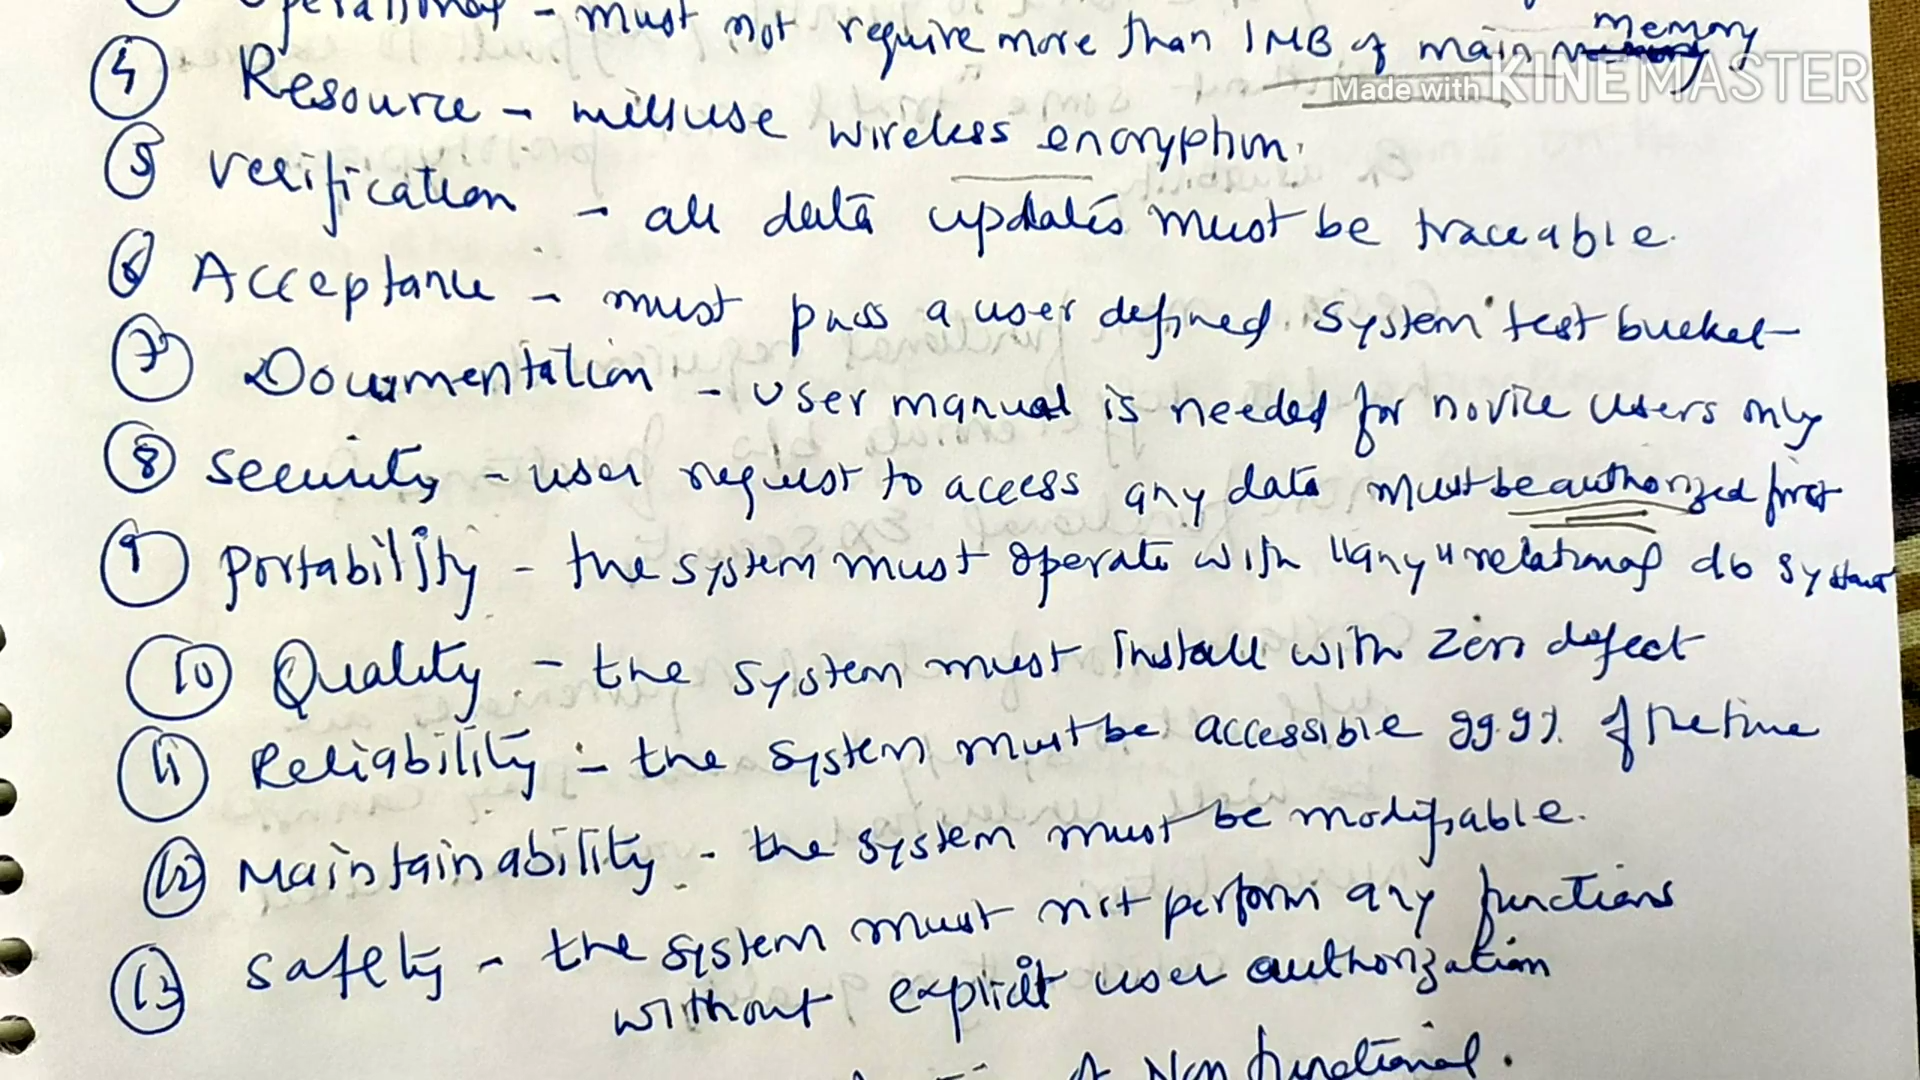 Operational - must not require more than 1MB of main memory
Made with KINEMASTER
④ Resource - must use wireless encryption.
⑤ Verification - all data updates must be traceable.
⑥ Acceptance - must pass a user defined system test bucket
⑦ Documentation - user manual is needed for novice users only
⑧ Security - user request to access any data must be authorized first
⑨ Portability - the system must operate with "any" relational db system
⑩ Quality - the system must install with zero defect
⑪ Reliability - the system must be accessible 99.9% of the time
⑫ Maintainability - the system must be modifiable.
⑬ Safety - the system must not perform any functions
without explicit user authorization
of Non functional.